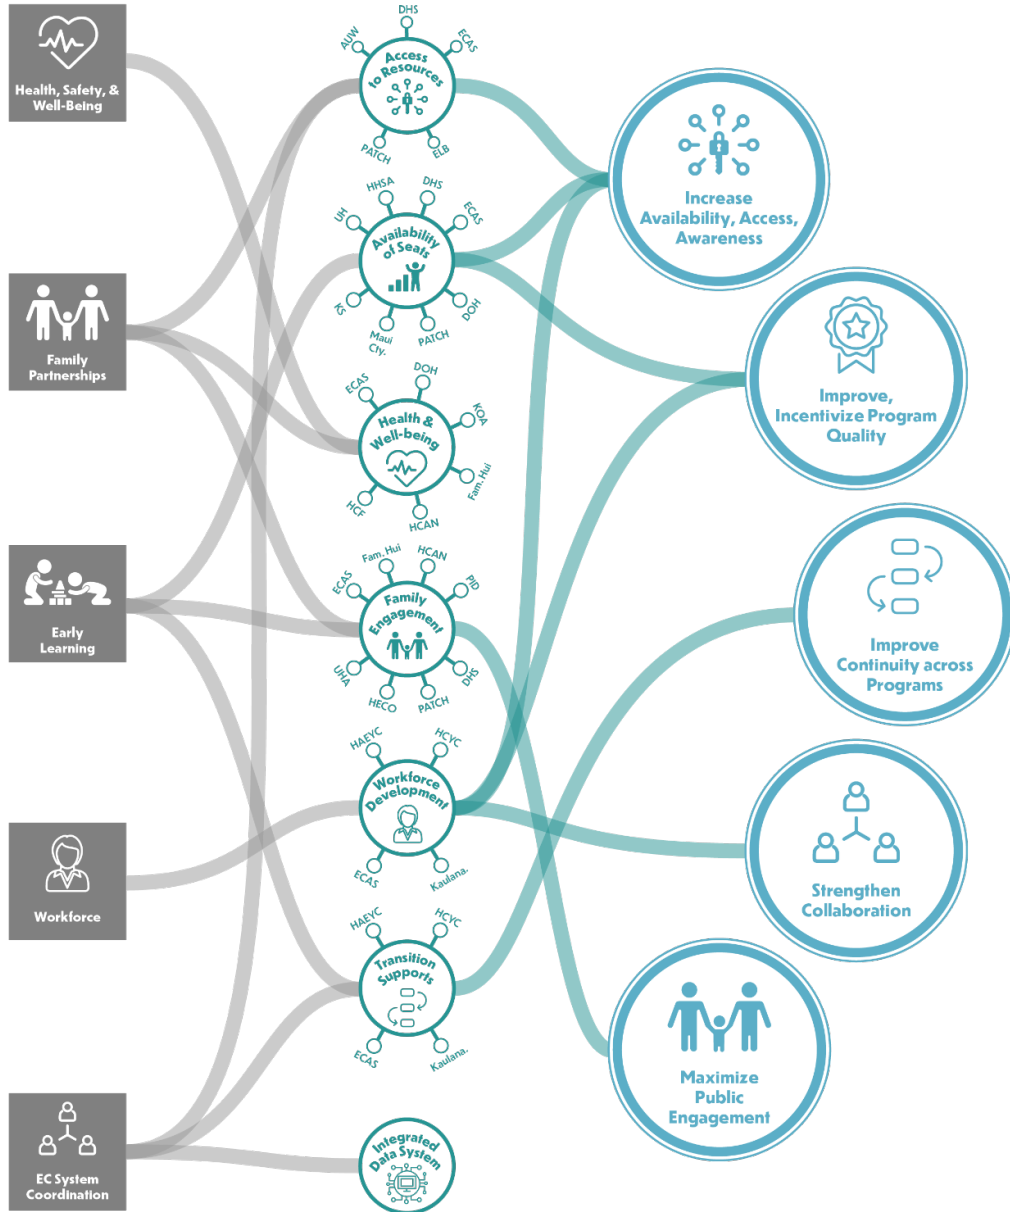 Health, Safety, &
Well-Being
Family
Partnerships
Early
Learning
Workforce
EC System
Coordination
AUW
DHS
ECAS
Access
to Resources
PATCH
ELB
UH
HHSA
DHS
ECAS
Availability
of Seats
KS
Maui
Cty.
PATCH
DOH
ECAS
DOH
KOA
Health &
Well-being
HCF
HCAN
Fam. Hui
ECAS
Fam. Hui
HCAN
PID
Family
Engagement
UHA
HECO
PATCH
DHS
HAEYC
HCYC
Workforce
Development
ECAS
Kaulana.
HAEYC
HCYC
Transition
Supports
ECAS
Kaulana.
Integrated
Data System
Increase
Availability, Access,
Awareness
Improve,
Incentivize Program
Quality
Improve
Continuity across
Programs
Strengthen
Collaboration
Maximize
Public
Engagement